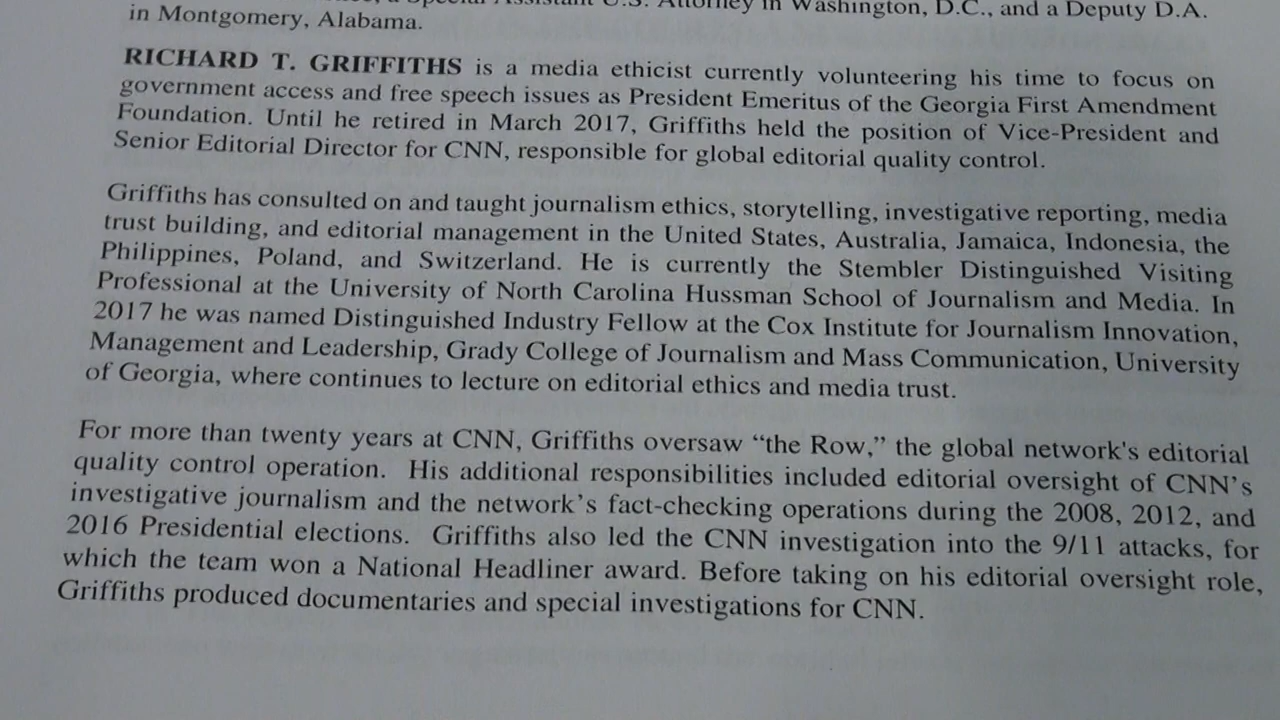 a Special Assistant U.S. Attorney in Washington, D.C., and a Deputy D.A.
in Montgomery, Alabama.
RICHARD T. GRIFFITHS is a media ethicist currently volunteering his time to focus on
government access and free speech issues as President Emeritus of the Georgia First Amendment
Foundation. Until he retired in March 2017, Griffiths held the position of Vice-President and
Senior Editorial Director for CNN, responsible for global editorial quality control.
Griffiths has consulted on and taught journalism ethics, storytelling, investigative reporting, media
trust building, and editorial management in the United States, Australia, Jamaica, Indonesia, the
Philippines, Poland, and Switzerland. He is currently the Stembler Distinguished Visiting
Professional at the University of North Carolina Hussman School of Journalism and Media. In
2017 he was named Distinguished Industry Fellow at the Cox Institute for Journalism Innovation,
Management and Leadership, Grady College of Journalism and Mass Communication, University
of Georgia, where continues to lecture on editorial ethics and media trust.
For more than twenty years at CNN, Griffiths oversaw “the Row,” the global network's editorial
quality control operation. His additional responsibilities included editorial oversight of CNN’s
investigative journalism and the network’s fact-checking operations during the 2008, 2012, and
2016 Presidential elections. Griffiths also led the CNN investigation into the 9/11 attacks, for
which the team won a National Headliner award. Before taking on his editorial oversight role,
Griffiths produced documentaries and special investigations for CNN.